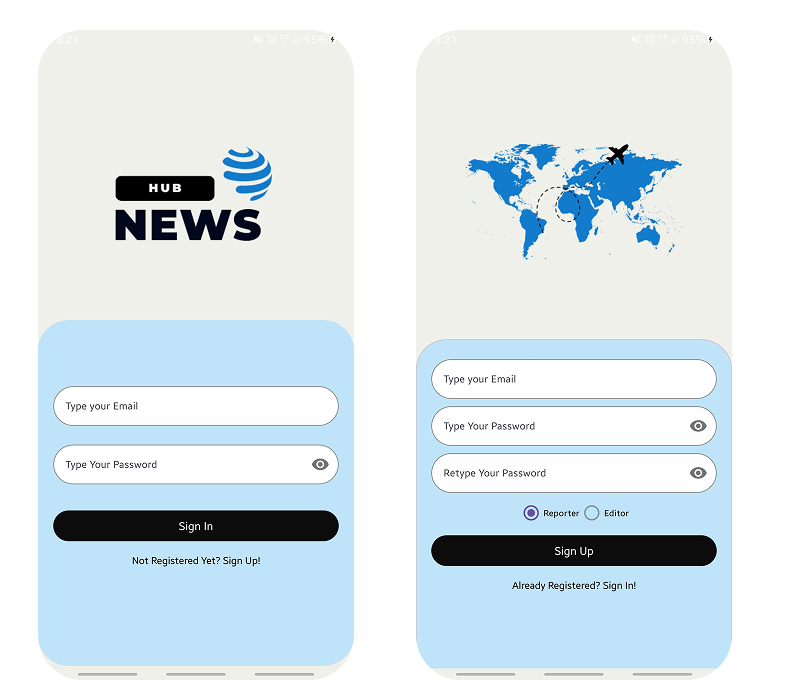 8:21
95%
HUB
NEWS
Type your Email
Type Your Password
Sign In
Not Registered Yet? Sign Up!
8:21
95%
Type your Email
Type Your Password
Retype Your Password
Reporter
Editor
Sign Up
Already Registered? Sign In!